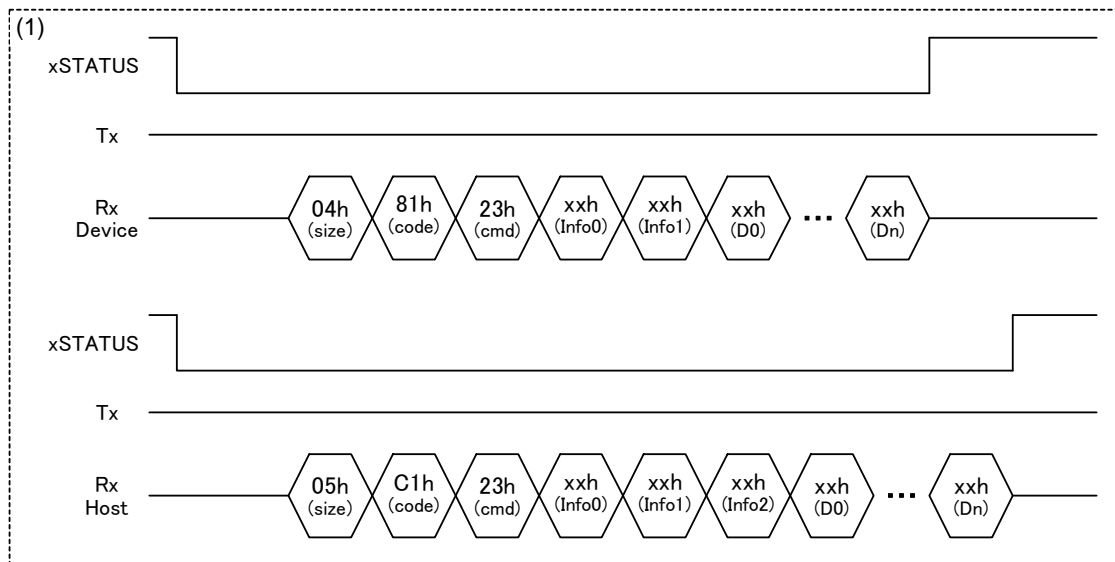 (1)
xSTATUS
Tx
Rx
Device
04h 81h 23h xxh xxh xxh ••• xxh
(size) (code) (cmd) (Info0) (Info1) (D0) (Dn)
xSTATUS
Tx
Rx
Host
05h C1h 23h xxh xxh xxh xxh ••• xxh
(size) (code) (cmd) (Info0) (Info1) (Info2) (D0) (Dn)